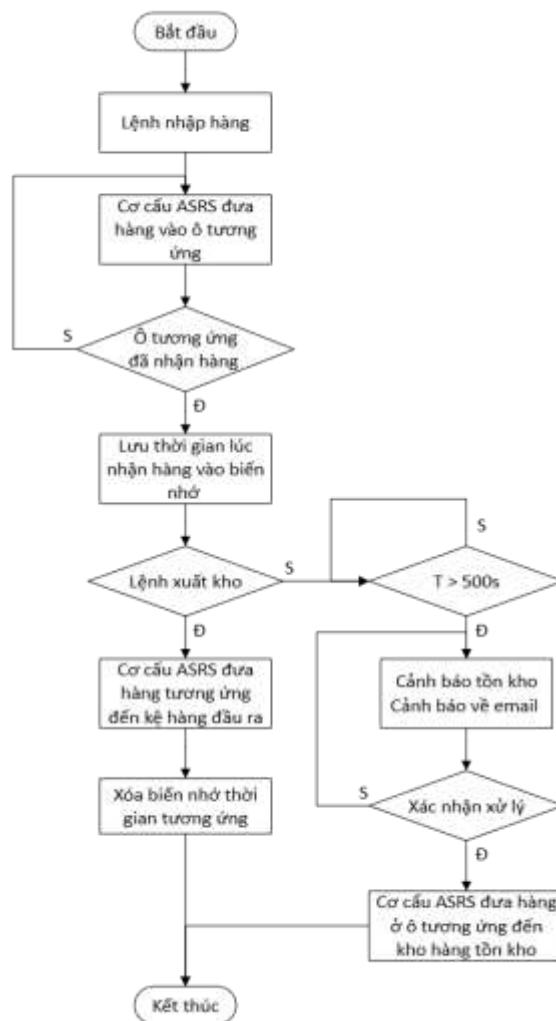 Bắt đầu
Lệnh nhập hàng
Cơ cấu ASRS đưa
hàng vào ô tương
ứng
S
Ô tương ứng
đã nhận hàng
Đ
Lưu thời gian lúc
nhận hàng vào biến
nhớ
S
Lệnh xuất kho
S
T > 500s
Đ
Đ
Cơ cấu ASRS đưa
hàng tương ứng
đến kệ hàng đầu ra
Cảnh báo tồn kho
Cảnh báo về email
Xóa biến nhớ thời
gian tương ứng
S
Xác nhận xử lý
Đ
Cơ cấu ASRS đưa hàng
ở ô tương ứng đến
kho hàng tồn kho
Kết thúc